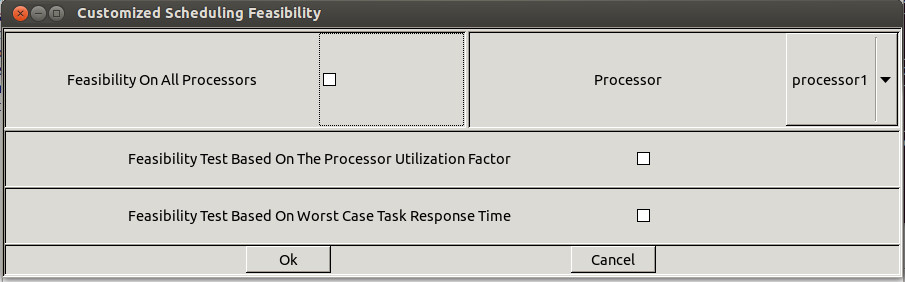 Customized Scheduling Feasibility
Feasibility On All Processors
Processor
processor1
Feasibility Test Based On The Processor Utilization Factor
Feasibility Test Based On Worst Case Task Response Time
Ok
Cancel